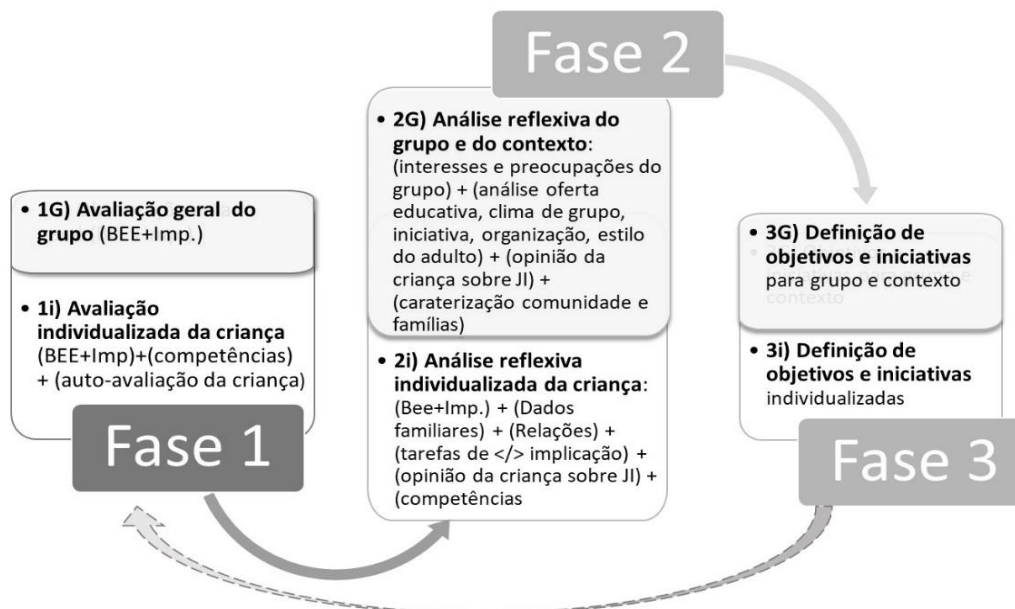 Fase 1
• 1G) Avaliação geral do
grupo (BEE+Imp.)
• 1i) Avaliação
individualizada da criança
(BEE+Imp)+(competências)
+ (auto-avaliação da criança)
Fase 2
• 2G) Análise reflexiva do
grupo e do contexto:
(interesses e preocupações do
grupo) + (análise oferta
educativa, clima de grupo,
iniciativa, organização, estilo
do adulto) + (opinião da
criança sobre JI) +
(caraterização comunidade e
famílias)
• 2i) Análise reflexiva
individualizada da criança:
(Bee+Imp.) + (Dados
familiares) + (Relações) +
(tarefas de </> implicação) +
(opinião da criança sobre JI) +
(competências
Fase 3
• 3G) Definição de
objetivos e iniciativas
para grupo e contexto
• 3i) Definição de
objetivos e iniciativas
individualizadas